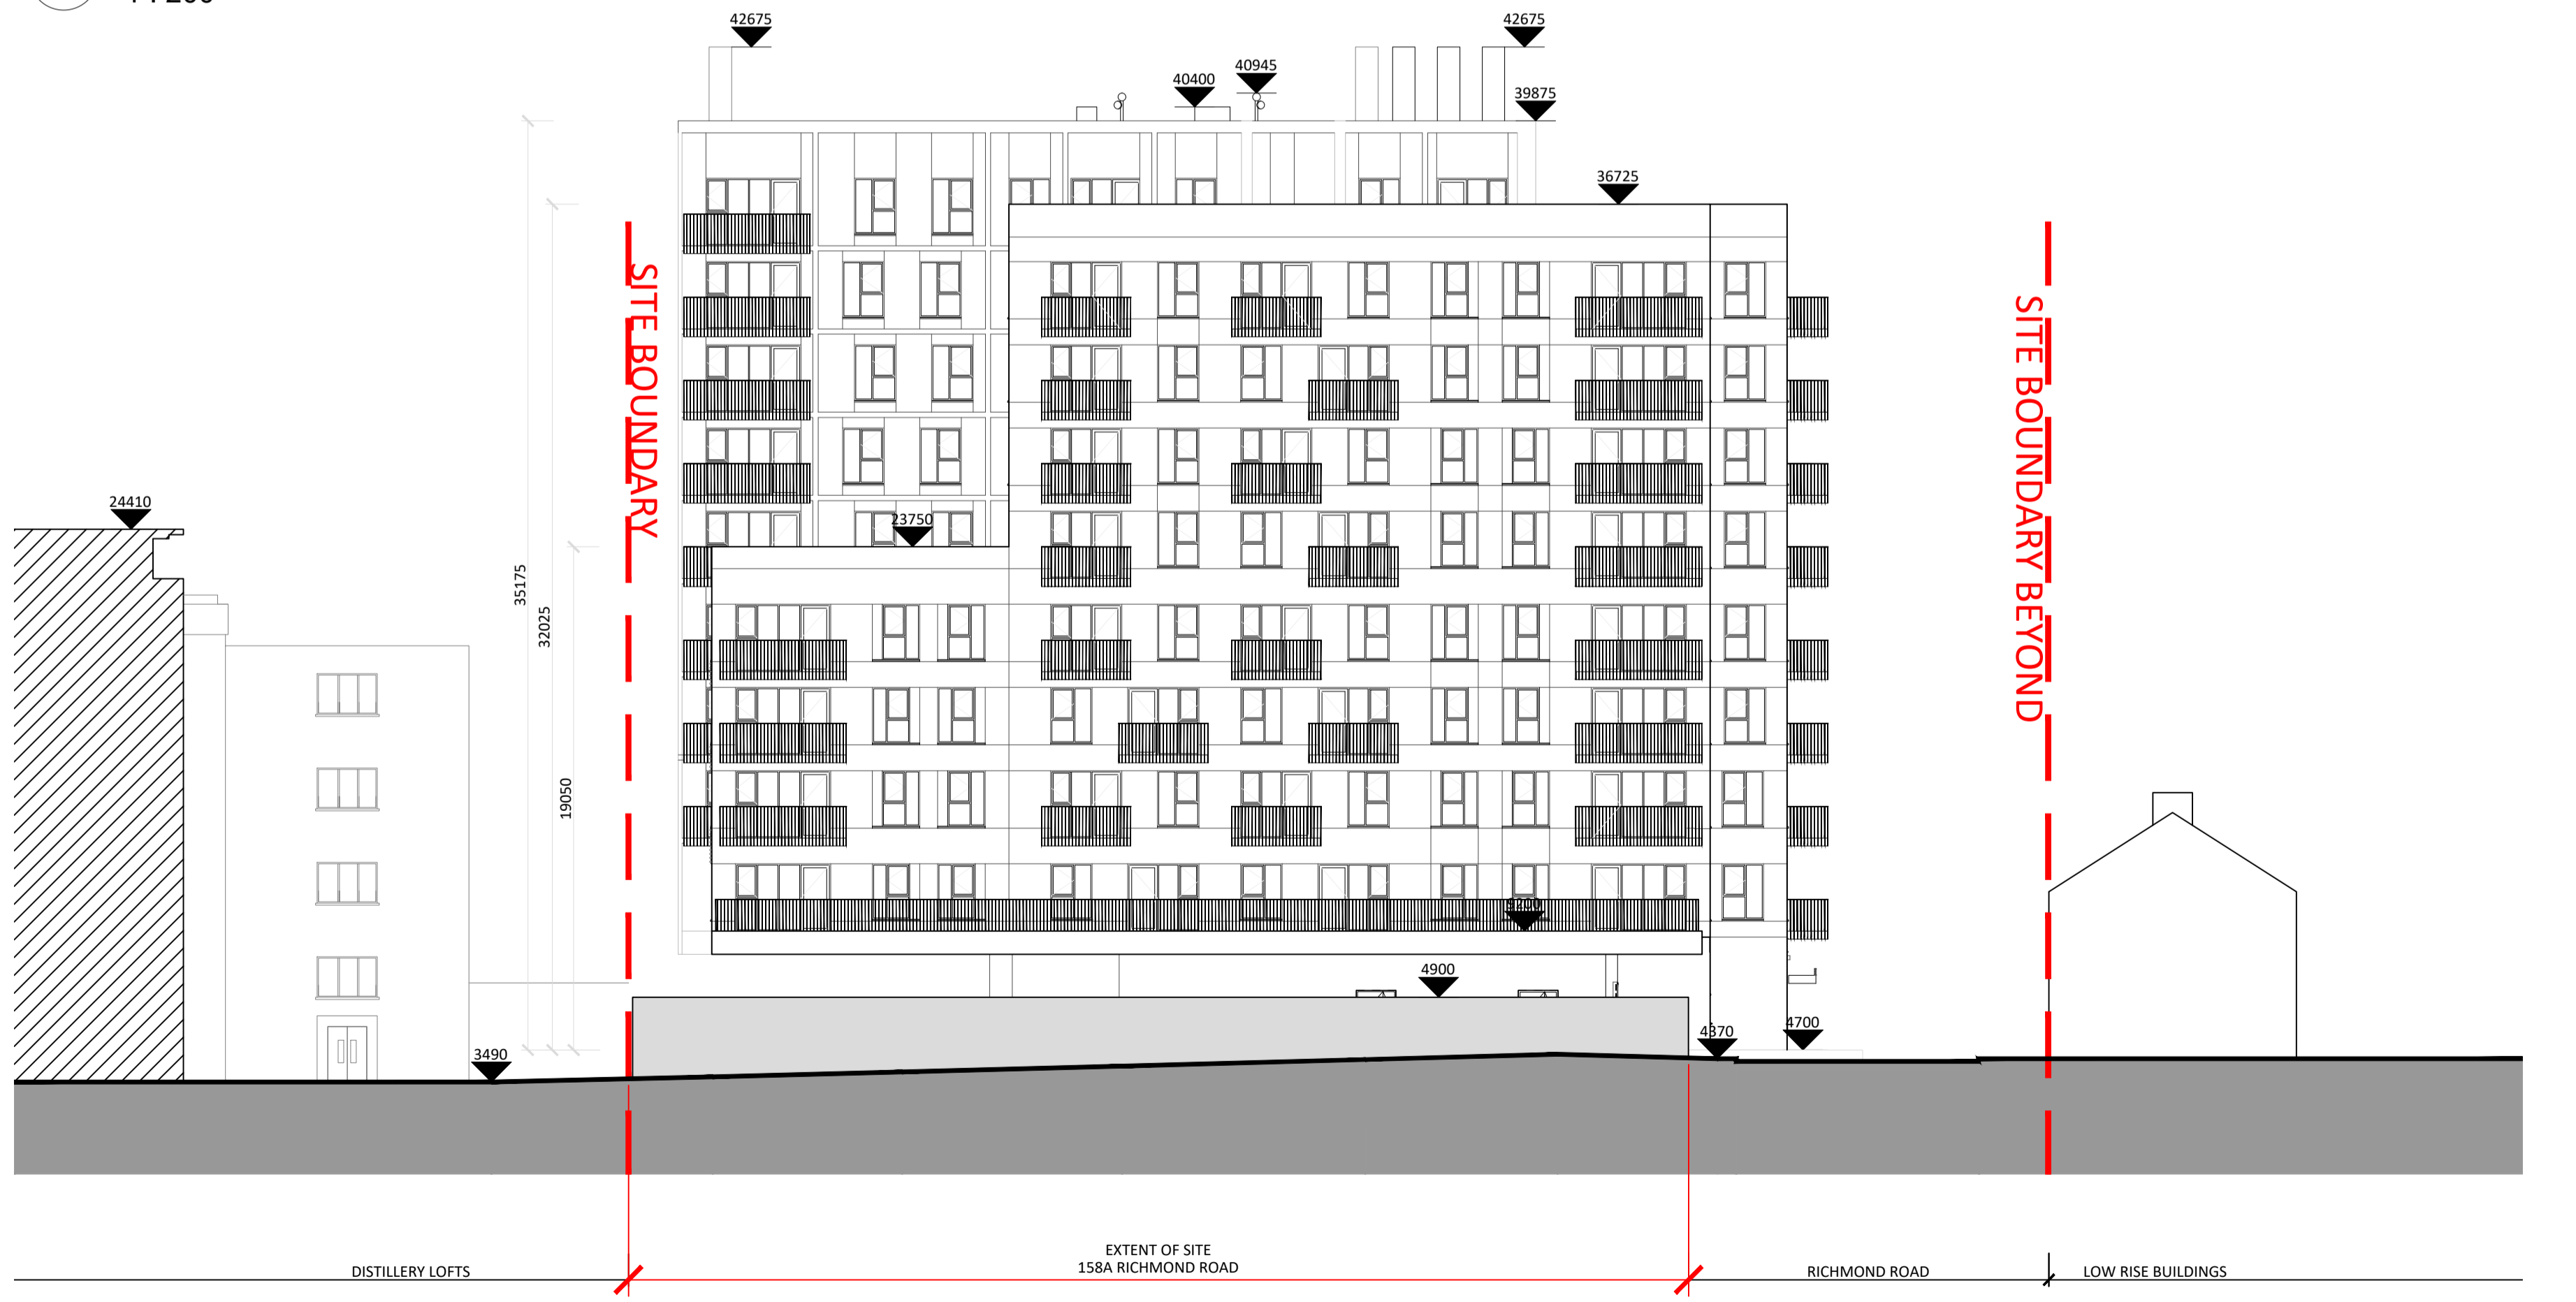 42675
42675
40945
40400
39875
36725
24410
23750
35175
32025
19050
SITE BOUNDARY
SITE BOUNDARY BEYOND
9200
4900
4370
4700
3490
DISTILLERY LOFTS
EXTENT OF SITE
158A RICHMOND ROAD
RICHMOND ROAD
LOW RISE BUILDINGS